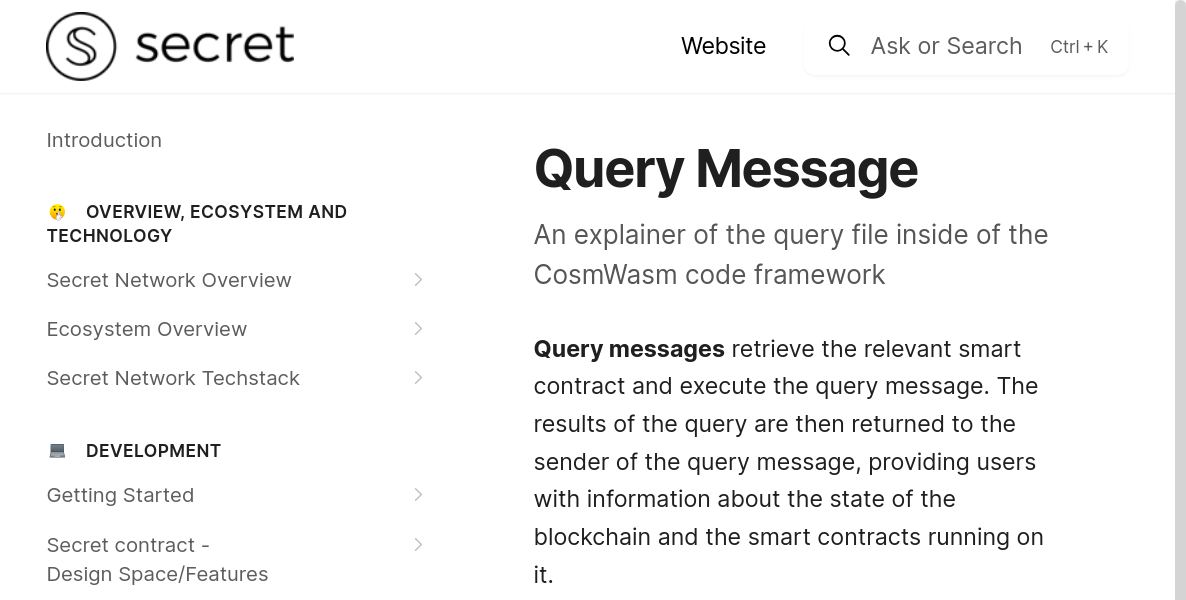 secret
Website
Ask or Search Ctrl + K
Introduction
OVERVIEW, ECOSYSTEM AND
TECHNOLOGY
Secret Network Overview
Ecosystem Overview
Secret Network Techstack
DEVELOPMENT
Getting Started
Secret contract -
Design Space/Features
Query Message
An explainer of the query file inside of the
CosmWasm code framework
Query messages retrieve the relevant smart
contract and execute the query message. The
results of the query are then returned to the
sender of the query message, providing users
with information about the state of the
blockchain and the smart contracts running on
it.